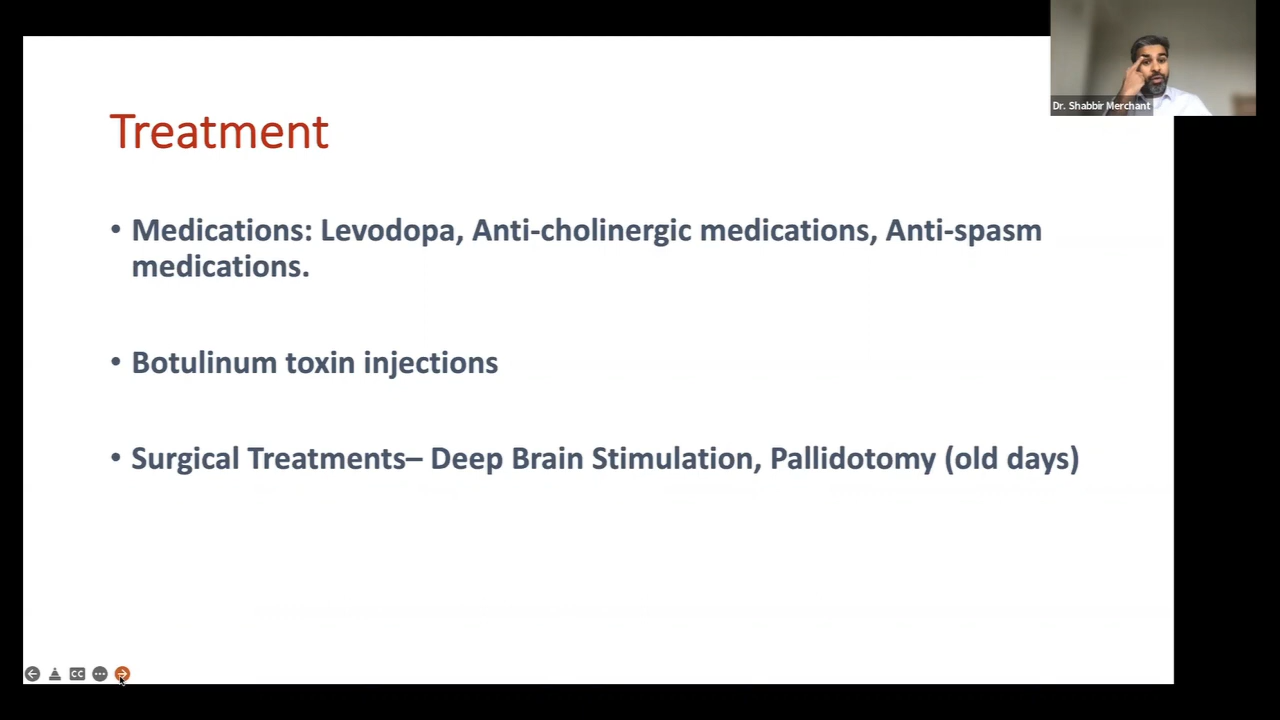 Dr. Shabbir Merchant
Treatment
• Medications: Levodopa, Anti-cholinergic medications, Anti-spasm
medications.
• Botulinum toxin injections
• Surgical Treatments– Deep Brain Stimulation, Pallidotomy (old days)
CC